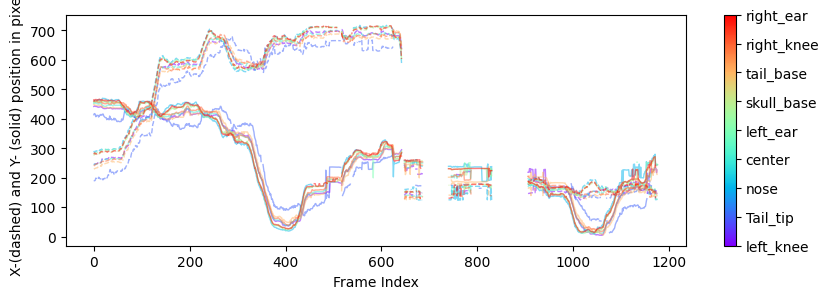 X-(dashed) and Y- (solid) position in pixe
700
600
500
400
300
200
100
0
0 200 400 600 800 1000 1200
Frame Index
right_ear
right_knee
tail_base
skull_base
left_ear
center
nose
Tail_tip
left_knee